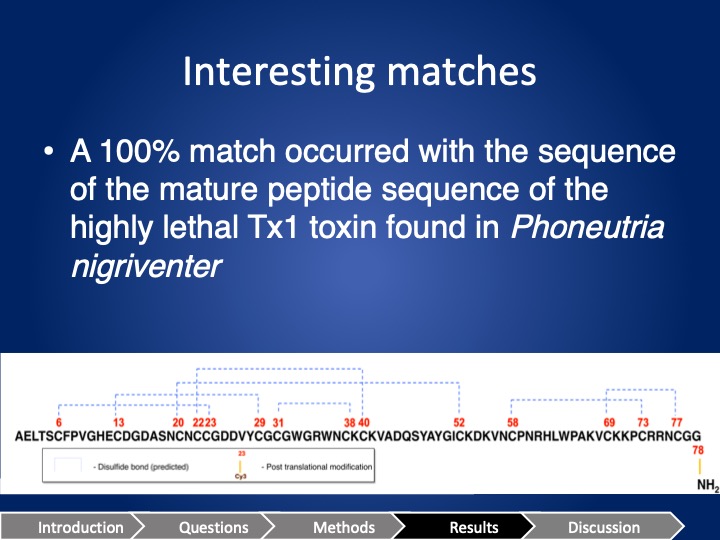 Interesting matches
• A 100% match occurred with the sequence
of the mature peptide sequence of the
highly lethal Tx1 toxin found in Phoneutria
nigriventer
6 13 20 22 23 29 31 38 40 52 58 69 73 77
AELTSCFPVGHECDGDASNCNCCGDDVYCGCGWGRWNCKCKVADQSYAYGICKDKVNCPNRHLWPAKVCKKPCRRNCGG
23 78
- Disulfide bond (predicted) - Post translational modification
Cy3
NH2
Introduction Questions Methods Results Discussion